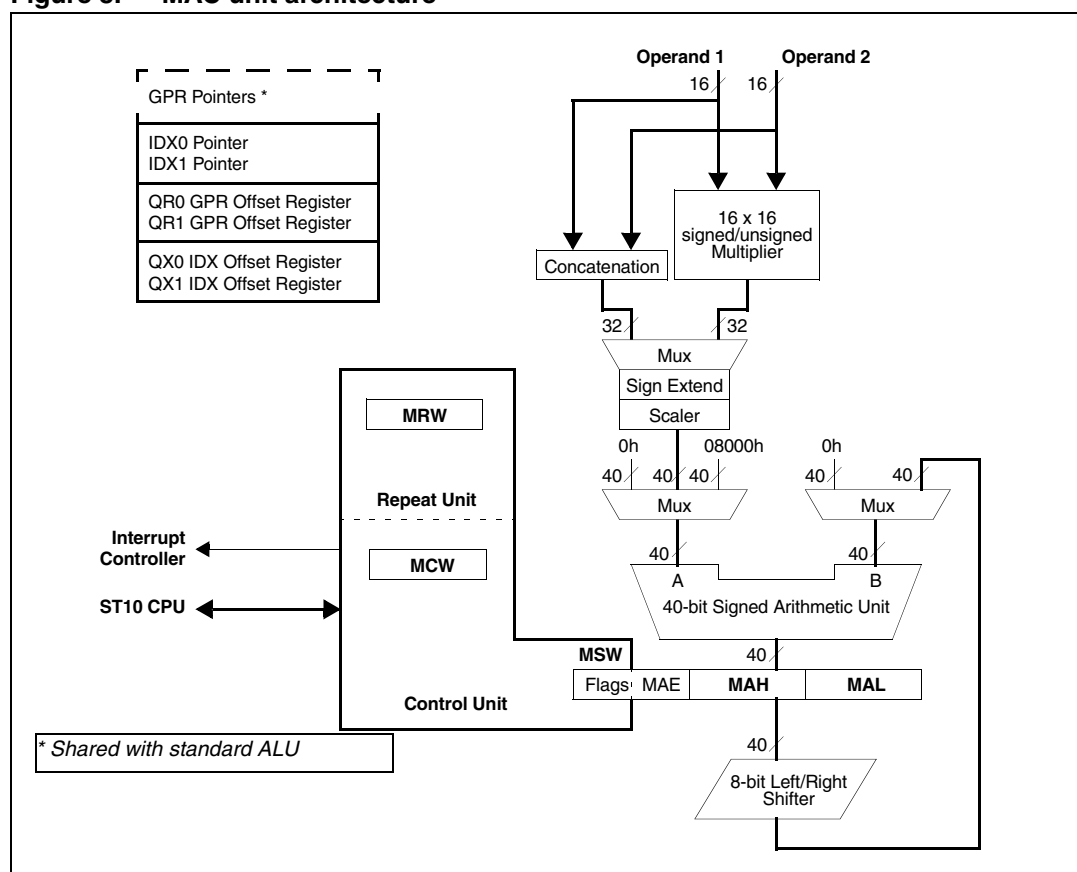 Figure 8. MAC unit architecture
Operand 1
Operand 2
16
16
GPR Pointers *
IDX0 Pointer
IDX1 Pointer
QR0 GPR Offset Register
QR1 GPR Offset Register
QX0 IDX Offset Register
QX1 IDX Offset Register
16 x 16
signed/unsigned
Multiplier
Concatenation
32
32
Mux
Sign Extend
Scaler
MRW
0h
08000h
0h
40
40
40
40
40
Mux
Mux
Repeat Unit
Interrupt
Controller
MCW
40
40
A
B
40-bit Signed Arithmetic Unit
ST10 CPU
MSW
40
Flags
MAE
MAH
MAL
Control Unit
* Shared with standard ALU
40
8-bit Left/Right
Shifter